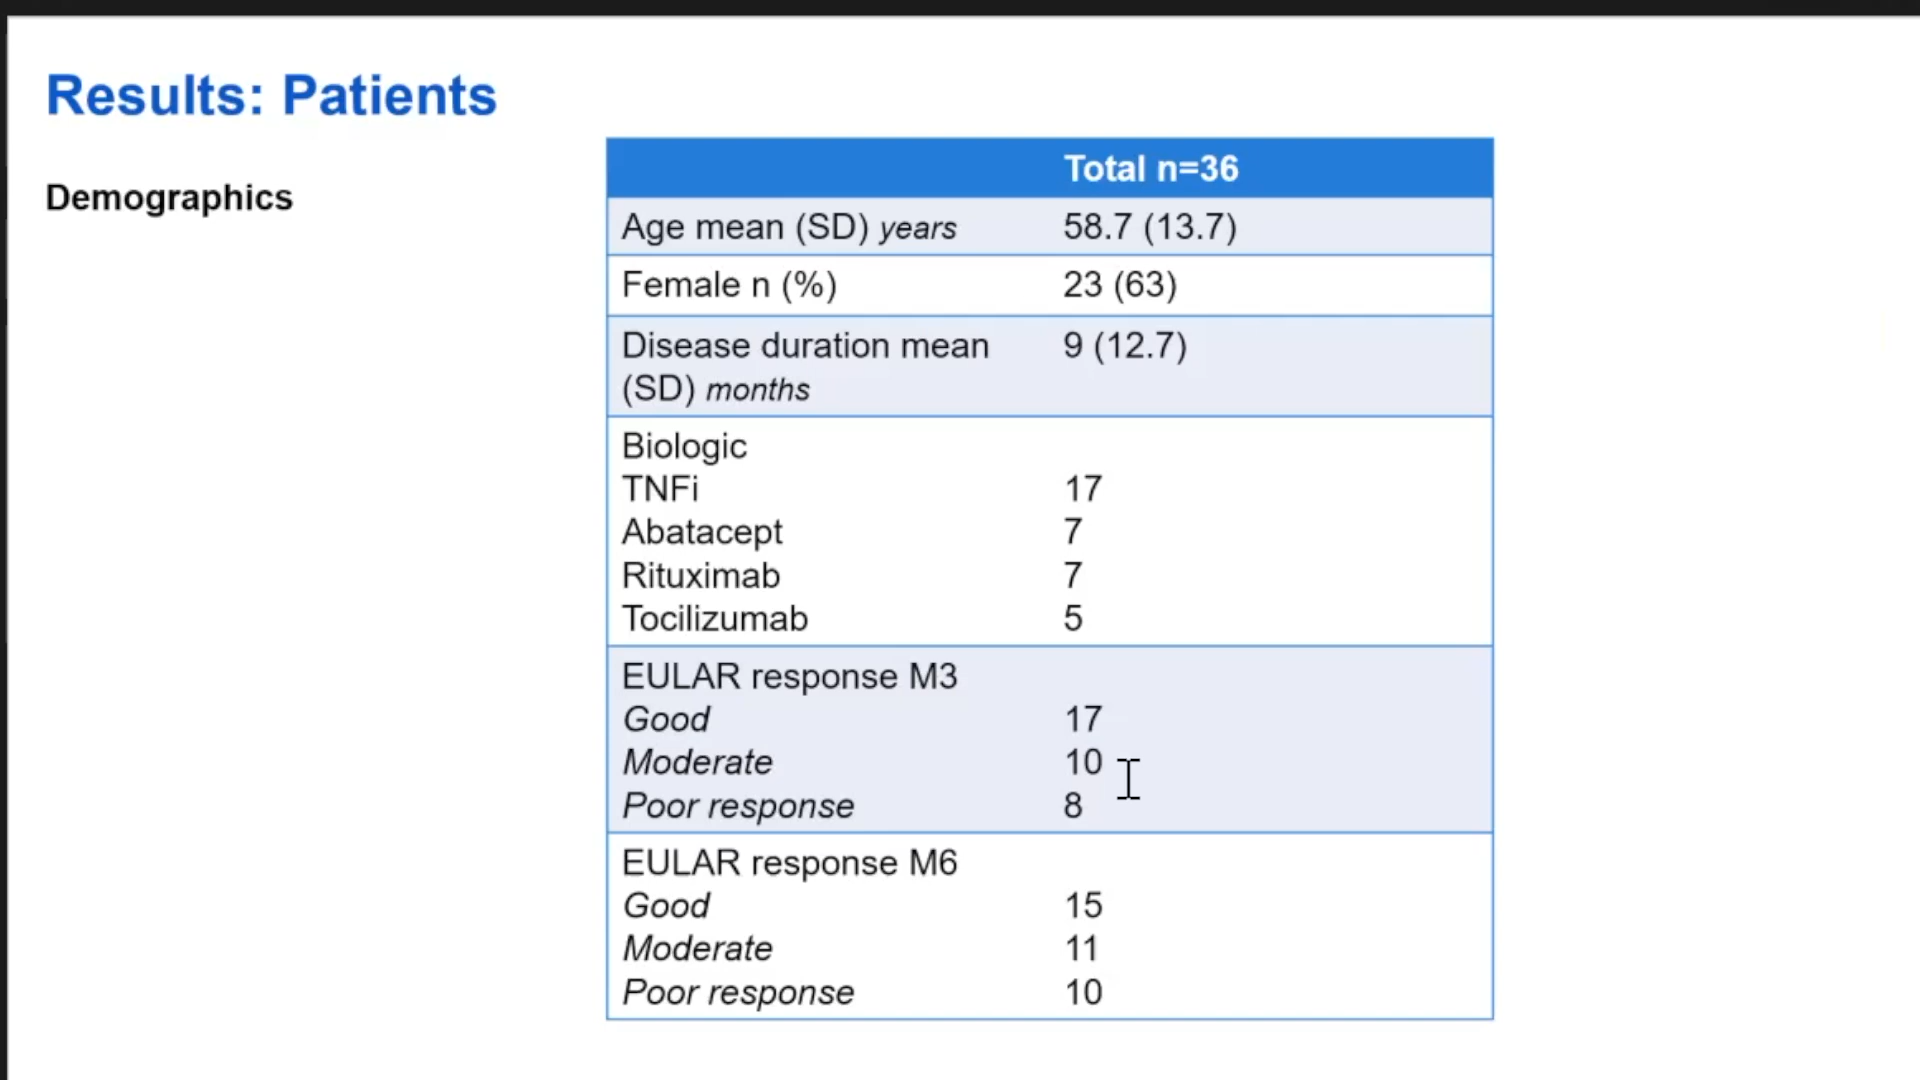 Results: Patients
Demographics
Total n=36
Age mean (SD) years 58.7 (13.7)
Female n (%) 23 (63)
Disease duration mean 9 (12.7)
(SD) months
Biologic
TNFi 17
Abatacept 7
Rituximab 7
Tocilizumab 5
EULAR response M3
Good 17
Moderate 10
Poor response 8
EULAR response M6
Good 15
Moderate 11
Poor response 10